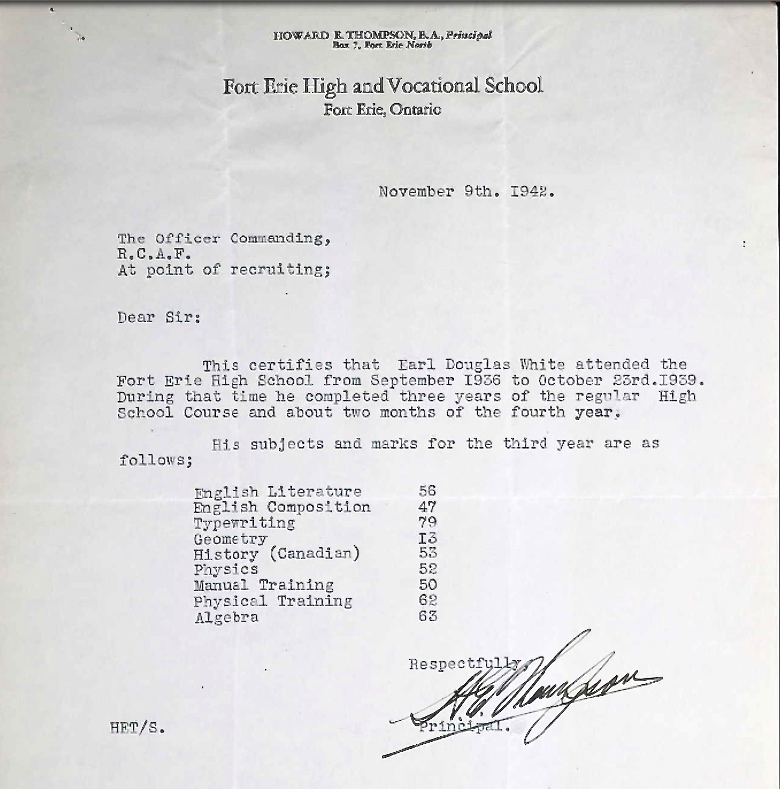 HOWARD E. THOMPSON, B.A., Principal
Box 7, Fort Erie North
Fort Erie High and Vocational School
Fort Erie, Ontario
November 9th. I942.
The Officer Commanding,
R.C.A.F.
At point of recruiting;
Dear Sir:
This certifies that Earl Douglas White attended the
Fort Erie High School from September I936 to October 23rd.I939.
During that time he completed three years of the regular High
School Course and about two months of the fourth year.
His subjects and marks for the third year are as
follows;
English Literature 56
English Composition 47
Typewriting 79
Geometry I3
History (Canadian) 53
Physics 52
Manual Training 50
Physical Training 62
Algebra 63
Respectfully,
H.E. Thompson
Principal.
HET/S.